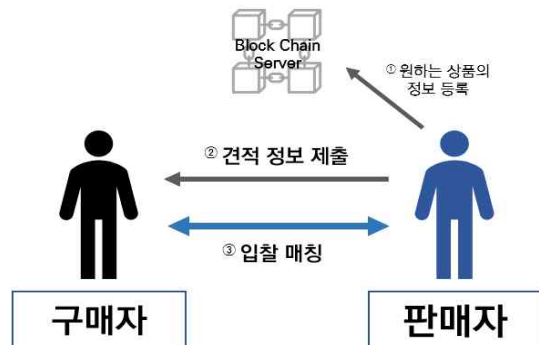 Block Chain
Server
① 원하는 상품의
정보 등록
② 견적 정보 제출
③ 입찰 매칭
구매자
판매자